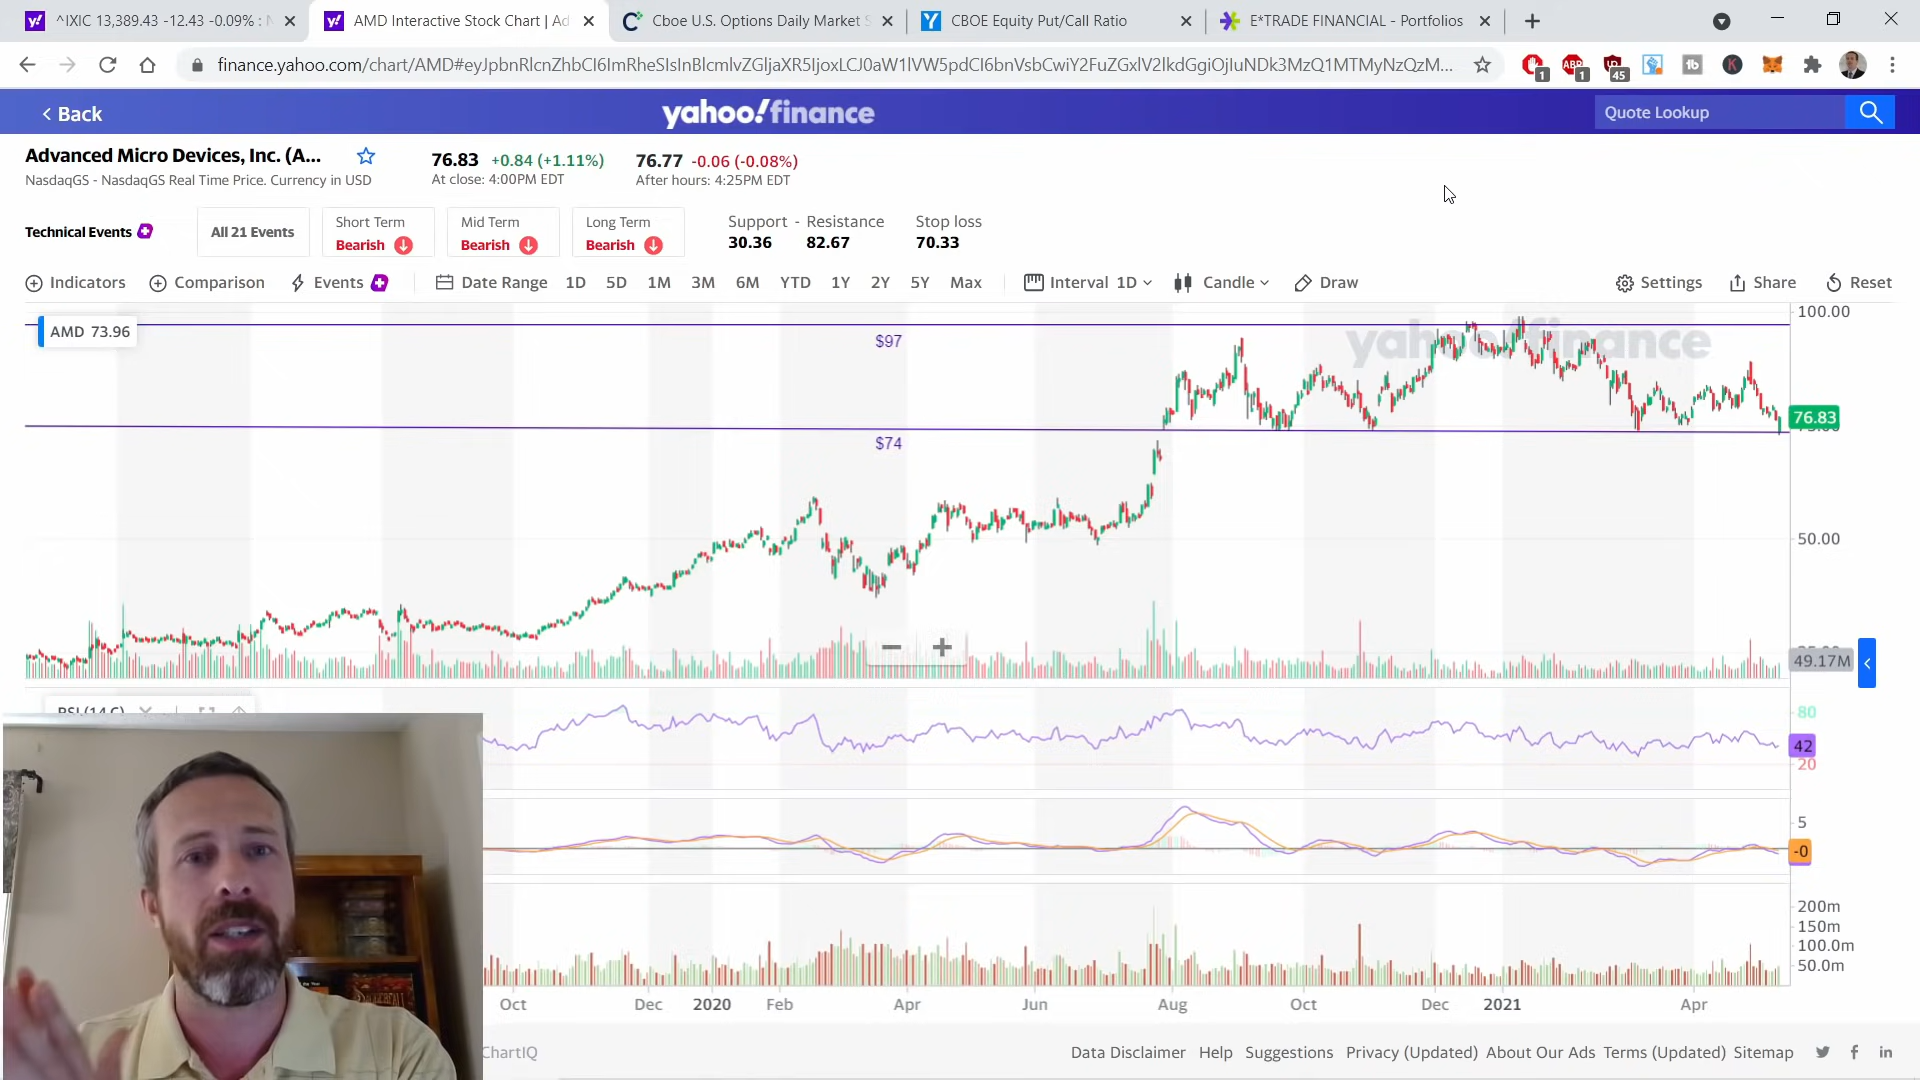 ^IXIC 13,389.43 -12.43 -0.09% : N
AMD Interactive Stock Chart | Ad
Cboe U.S. Options Daily Market S
CBOE Equity Put/Call Ratio
E*TRADE FINANCIAL - Portfolios
1 ABP 1 45 tb K
< Back
yahoo!finance
Quote Lookup
Advanced Micro Devices, Inc. (A...
76.83 +0.84 (+1.11%)
76.77 -0.06 (-0.08%)
NasdaqGS - NasdaqGS Real Time Price. Currency in USD
At close: 4:00PM EDT
After hours: 4:25PM EDT
Technical Events
All 21 Events
Short Term
Bearish
Mid Term
Bearish
Long Term
Bearish
Support - Resistance
30.36 82.67
Stop loss
70.33
Indicators
Comparison
Events
Date Range 1D 5D 1M 3M 6M YTD 1Y 2Y 5Y Max
Interval 1D
Candle
Draw
Settings
Share
Reset
AMD 73.96
$97
yahoo!finance
100.00
76.83
$74
50.00
49.17M
RSI (14,C)
80
42
20
5
-0
200m
150m
100.0m
50.0m
Oct Dec 2020 Feb Apr Jun Aug Oct Dec 2021 Apr
ChartIQ
Data Disclaimer Help Suggestions Privacy (Updated) About Our Ads Terms (Updated) Sitemap